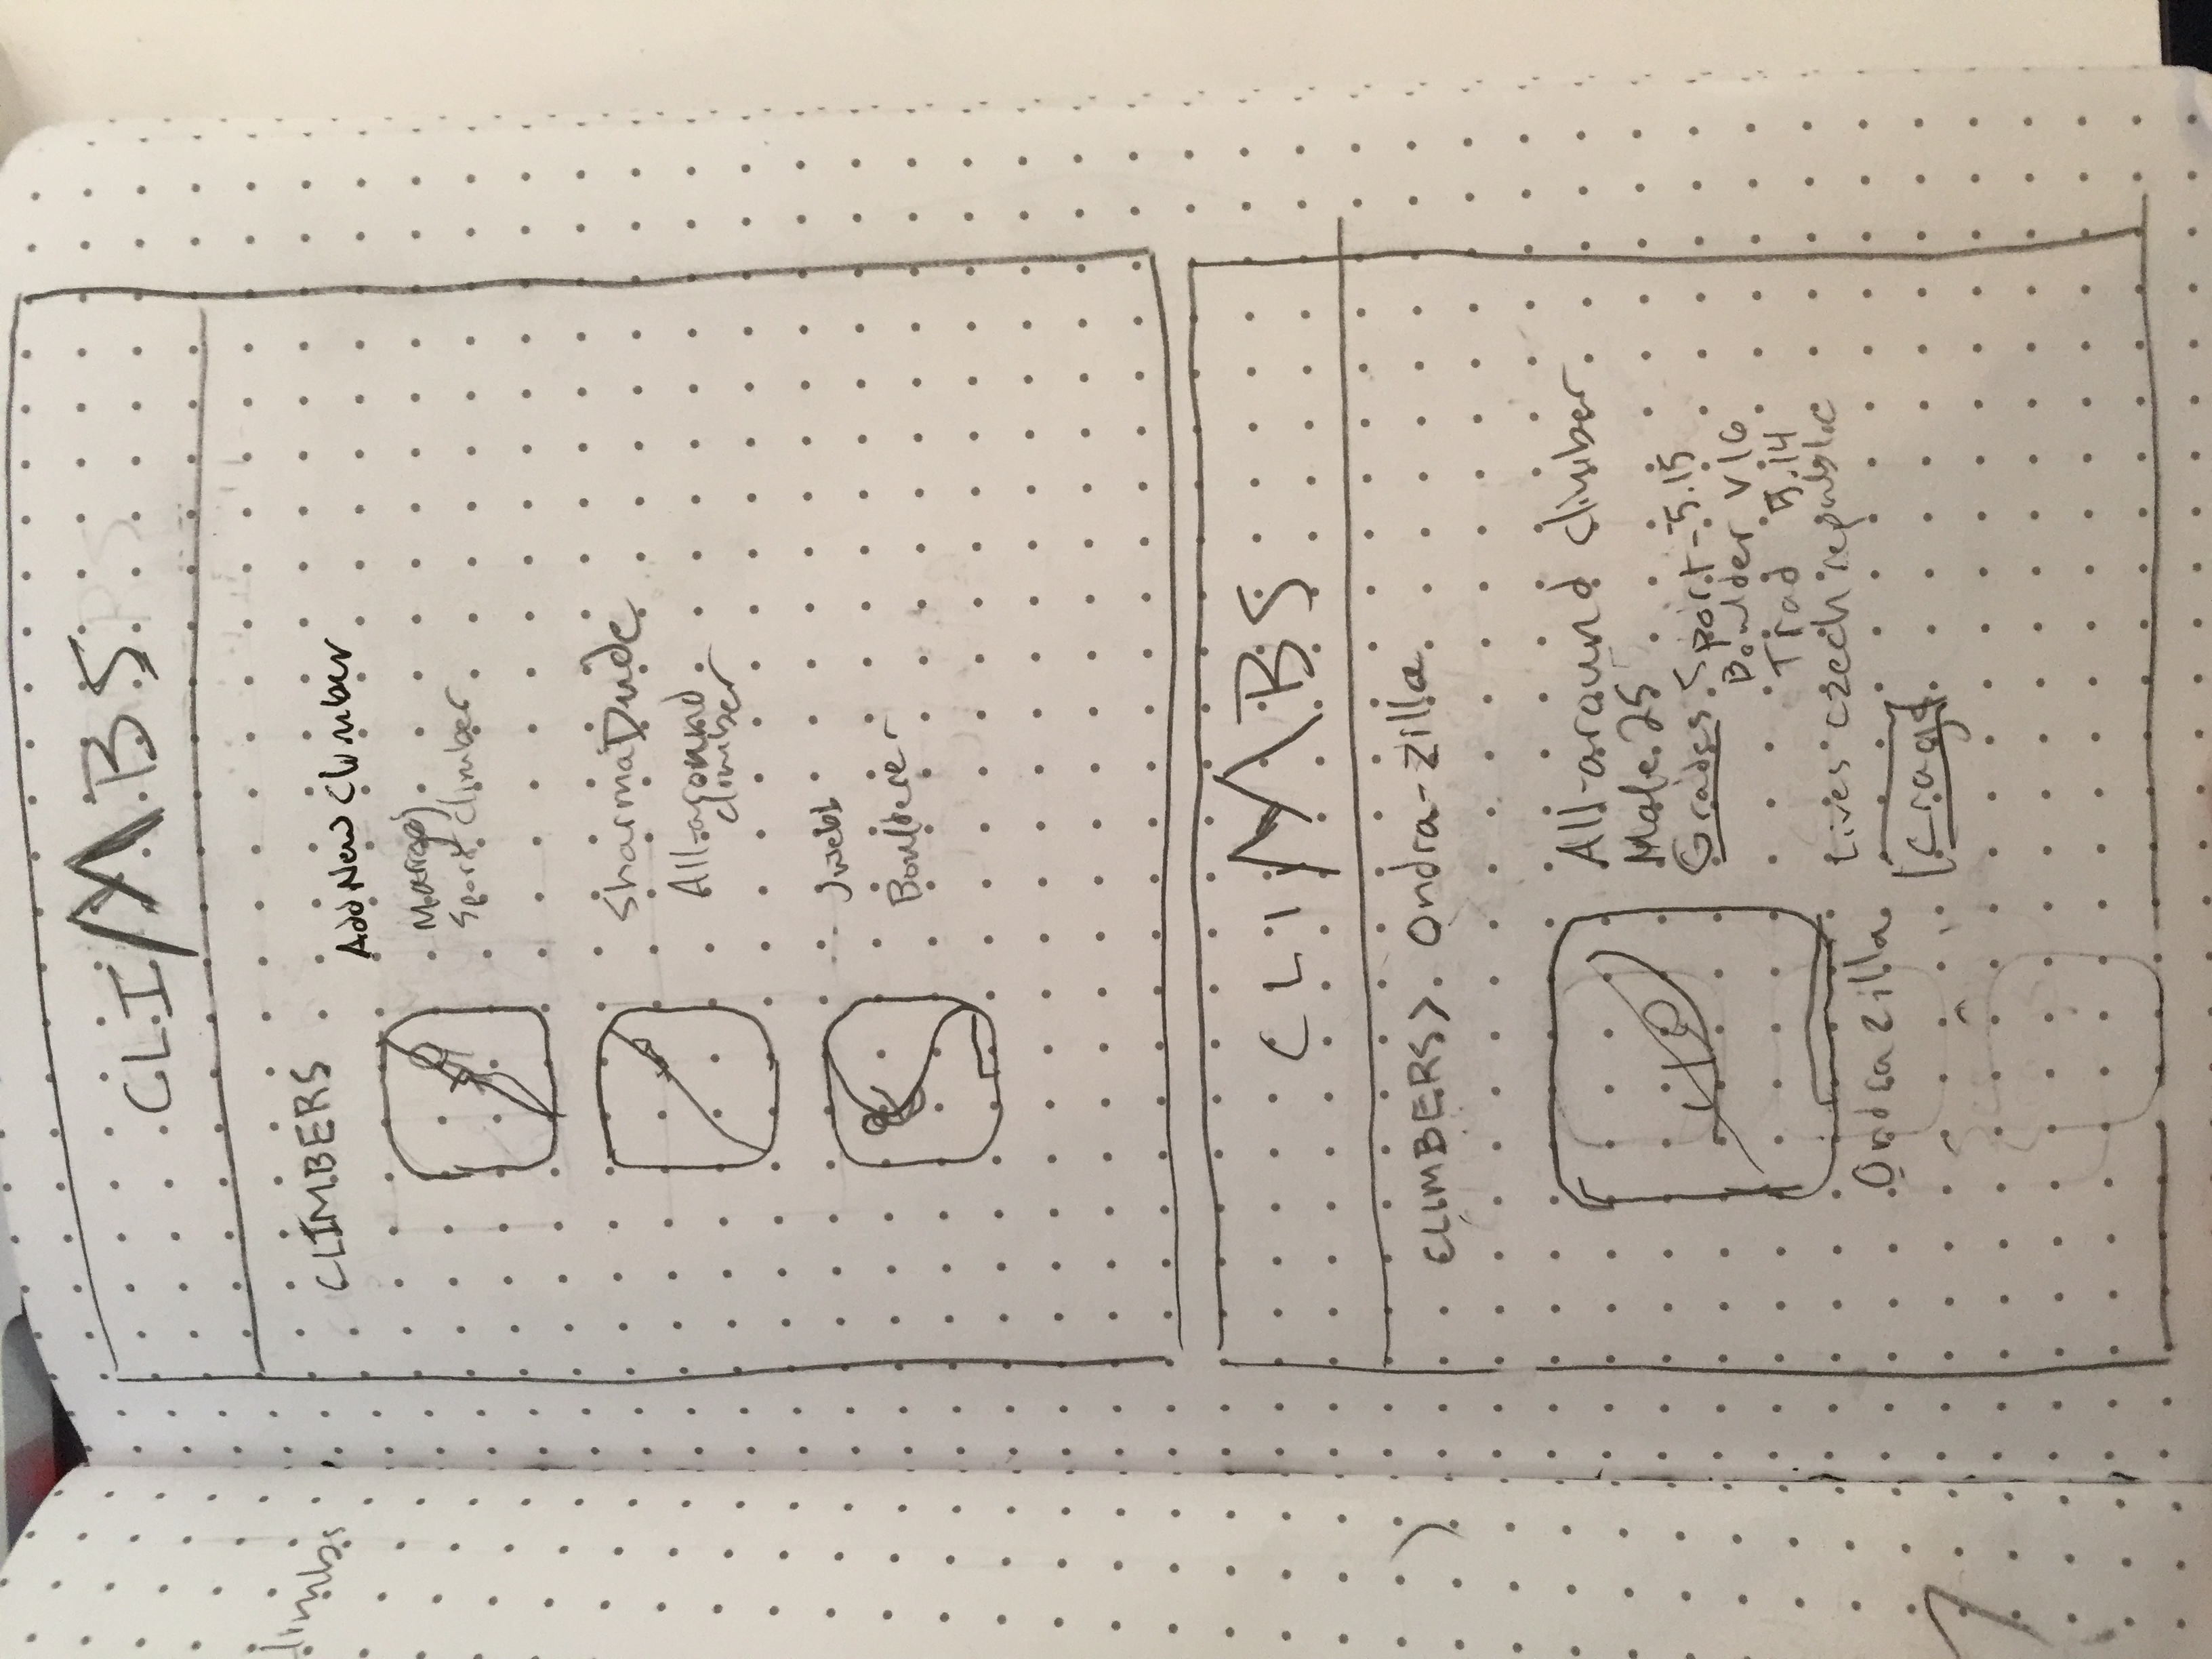 climbs
CLIMBS
CLIMBERS
Add New Climber
Sport climber
SharmaDude
All-around
climber
Jwebb
Boulderer
CLIMBS
CLIMBERS > Ondra-zilla
All-around climber
Male 25
Grades Sport - 5.15
Boulder V16
Trad 5.14
Lives Czech republic
Ondrazilla
Crags